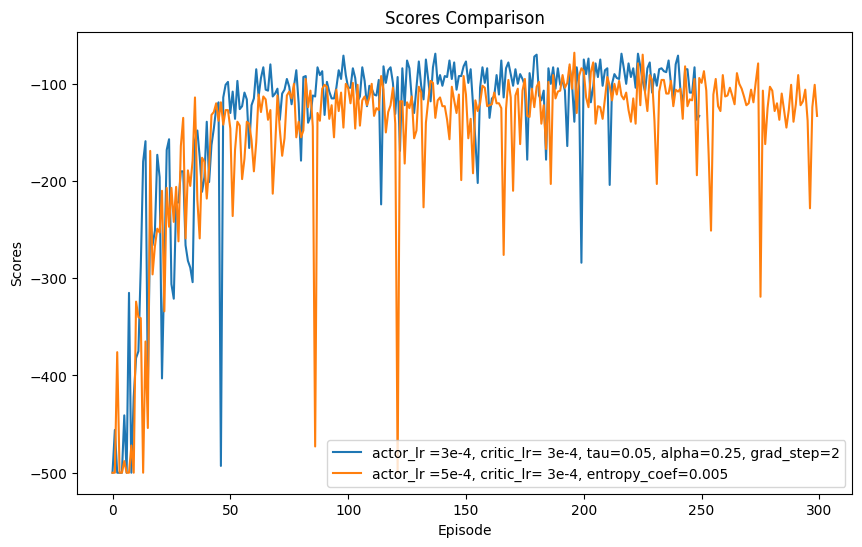 Scores Comparison
Scores
−100
−200
−300
−400
−500
actor_lr =3e-4, critic_lr= 3e-4, tau=0.05, alpha=0.25, grad_step=2
actor_lr =5e-4, critic_lr= 3e-4, entropy_coef=0.005
0 50 100 150 200 250 300
Episode